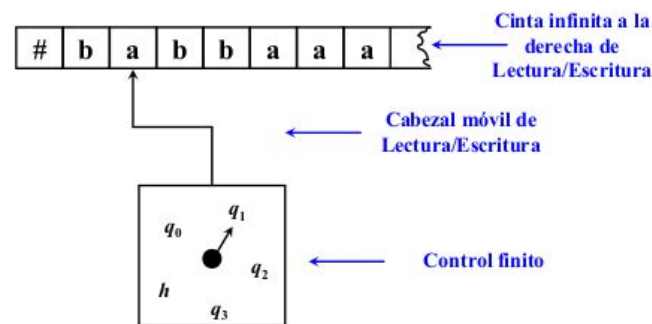 # b a b b a a a
Cinta infinita a la
derecha de
Lectura/Escritura
Cabezal móvil de
Lectura/Escritura
q1
q0
q2
h
q3
Control finito